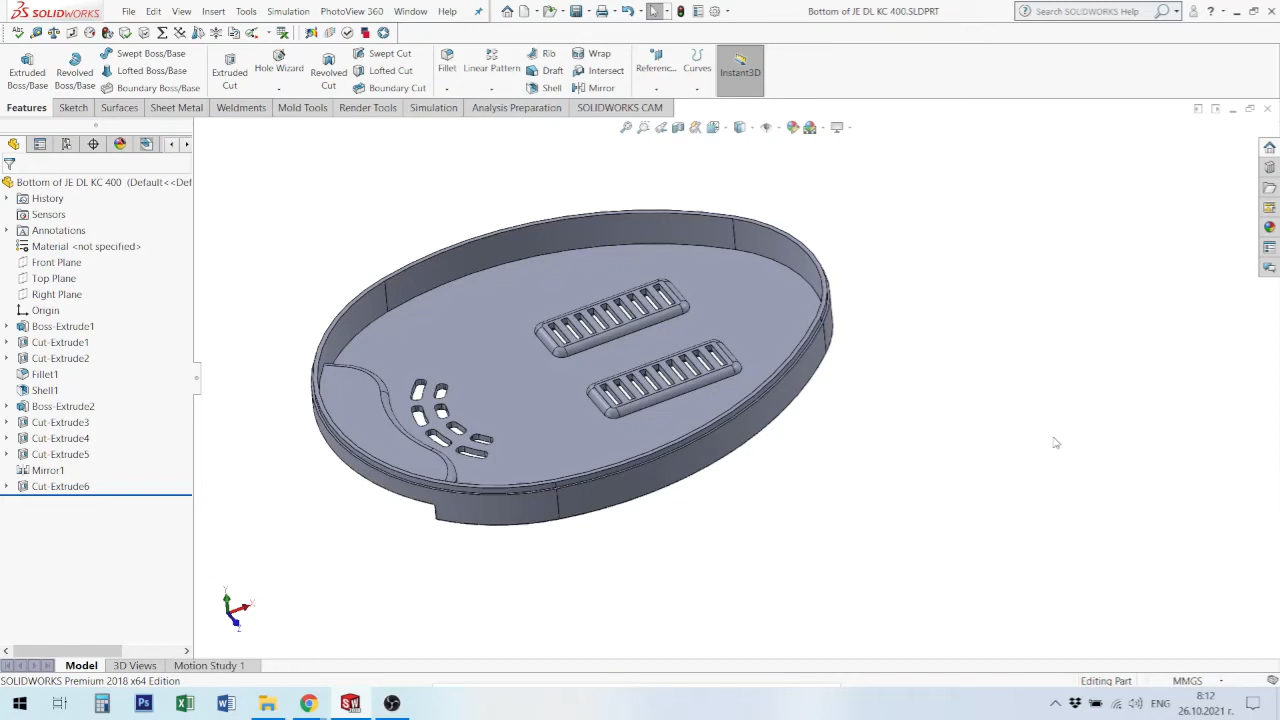 SOLIDWORKS File Edit View Insert Tools Simulation PhotoView 360 Window Help Bottom of JE DL KC 400.SLDPRT Search SOLIDWORKS Help
Extruded Boss/Base
Revolved Boss/Base
Swept Boss/Base
Lofted Boss/Base
Boundary Boss/Base
Extruded Cut
Hole Wizard
Revolved Cut
Swept Cut
Lofted Cut
Boundary Cut
Fillet
Linear Pattern
Rib
Draft
Shell
Wrap
Intersect
Mirror
Referenc...
Curves
Instant3D
Features Sketch Surfaces Sheet Metal Weldments Mold Tools Render Tools Simulation Analysis Preparation SOLIDWORKS CAM
Bottom of JE DL KC 400 (Default<<Def
History
Sensors
Annotations
Material <not specified>
Front Plane
Top Plane
Right Plane
Origin
Boss-Extrude1
Cut-Extrude1
Cut-Extrude2
Fillet1
Shell1
Boss-Extrude2
Cut-Extrude3
Cut-Extrude4
Cut-Extrude5
Mirror1
Cut-Extrude6
Y
X
Z
Model 3D Views Motion Study 1
SOLIDWORKS Premium 2018 x64 Edition Editing Part MMGS
ENG 8:12
26.10.2021 г.